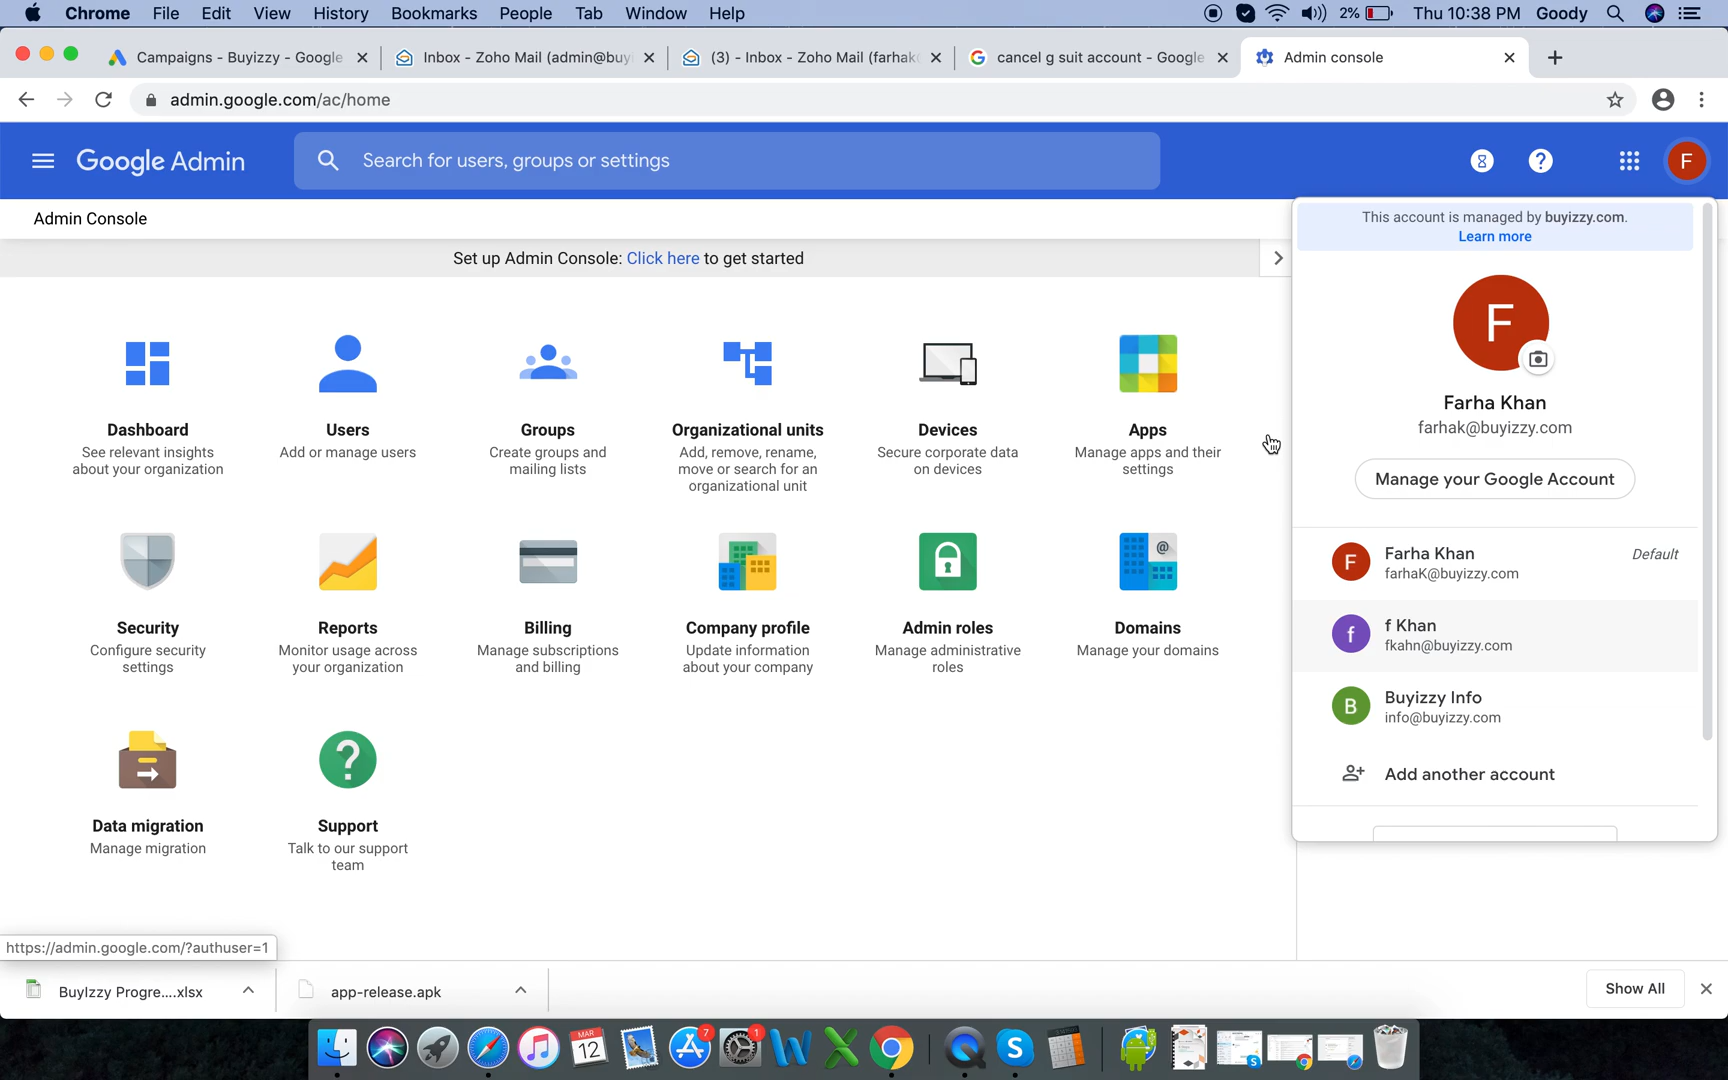 Chrome File Edit View History Bookmarks People Tab Window Help 2% Thu 10:38 PM Goody
Campaigns - Buyizzy - Google
Inbox - Zoho Mail (admin@buyi
(3) - Inbox - Zoho Mail (farhak
cancel g suit account - Google
Admin console
admin.google.com/ac/home
Google Admin
Search for users, groups or settings
F
Admin Console
Set up Admin Console: Click here to get started
Dashboard
See relevant insights
about your organization
Users
Add or manage users
Groups
Create groups and
mailing lists
Organizational units
Add, remove, rename,
move or search for an
organizational unit
Devices
Secure corporate data
on devices
Apps
Manage apps and their
settings
Security
Configure security
settings
Reports
Monitor usage across
your organization
Billing
Manage subscriptions
and billing
Company profile
Update information
about your company
Admin roles
Manage administrative
roles
Domains
Manage your domains
Data migration
Manage migration
Support
Talk to our support
team
This account is managed by buyizzy.com.
Learn more
F
Farha Khan
farhak@buyizzy.com
Manage your Google Account
F
Farha Khan
Default
farhaK@buyizzy.com
f
f Khan
fkahn@buyizzy.com
B
Buyizzy Info
info@buyizzy.com
Add another account
https://admin.google.com/?authuser=1
BuyIzzy Progre....xlsx
app-release.apk
Show All
MAR
12
7
1